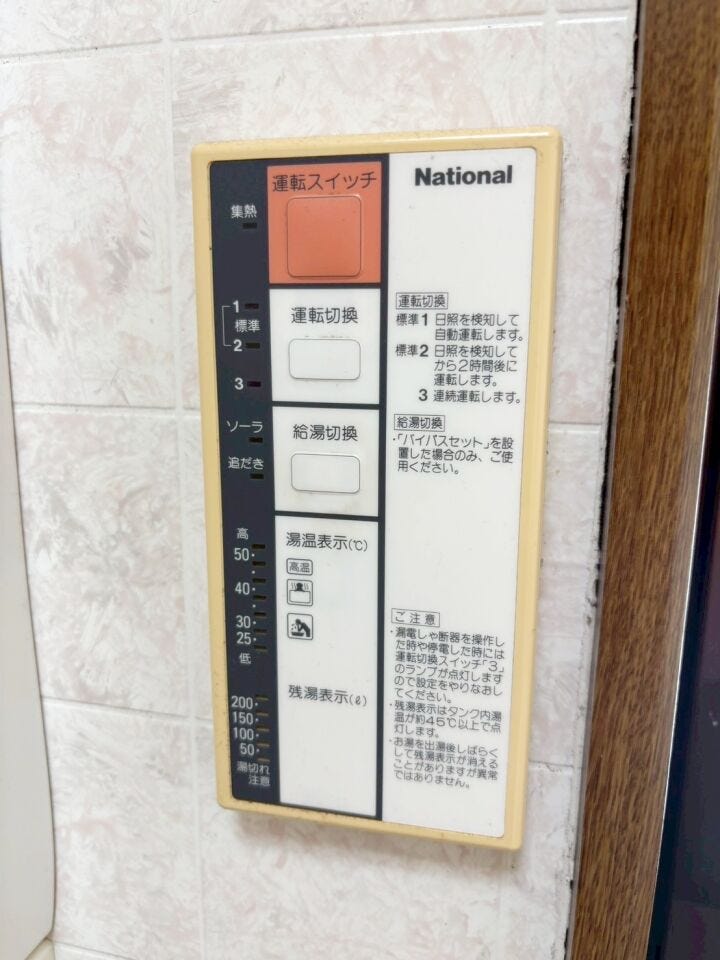 National
運転スイッチ
集熱
運転切換
1
標準
2
3
給湯切換
ソーラ
追だき
湯温表示(℃)
高
50
40
30
25
低
高温
残湯表示(ℓ)
200
150
100
50
湯切れ
注意
運転切換
標準1 日照を検知して
自動運転します。
標準2 日照を検知して
から2時間後に
運転します。
3 連続運転します。
給湯切換
・「バイパスセット」を設
置した場合のみ、ご使
用ください。
ご注意
・漏電しゃ断器を操作し
た時や停電した時には
運転切換スイッチ「3」
のランプが点灯します
ので設定をやりなおし
てください。
・残湯表示はタンク内湯
温が約45℃以上で点
灯します。
・お湯を出湯後しばらく
して残湯表示が消える
ことがありますが異常
ではありません。